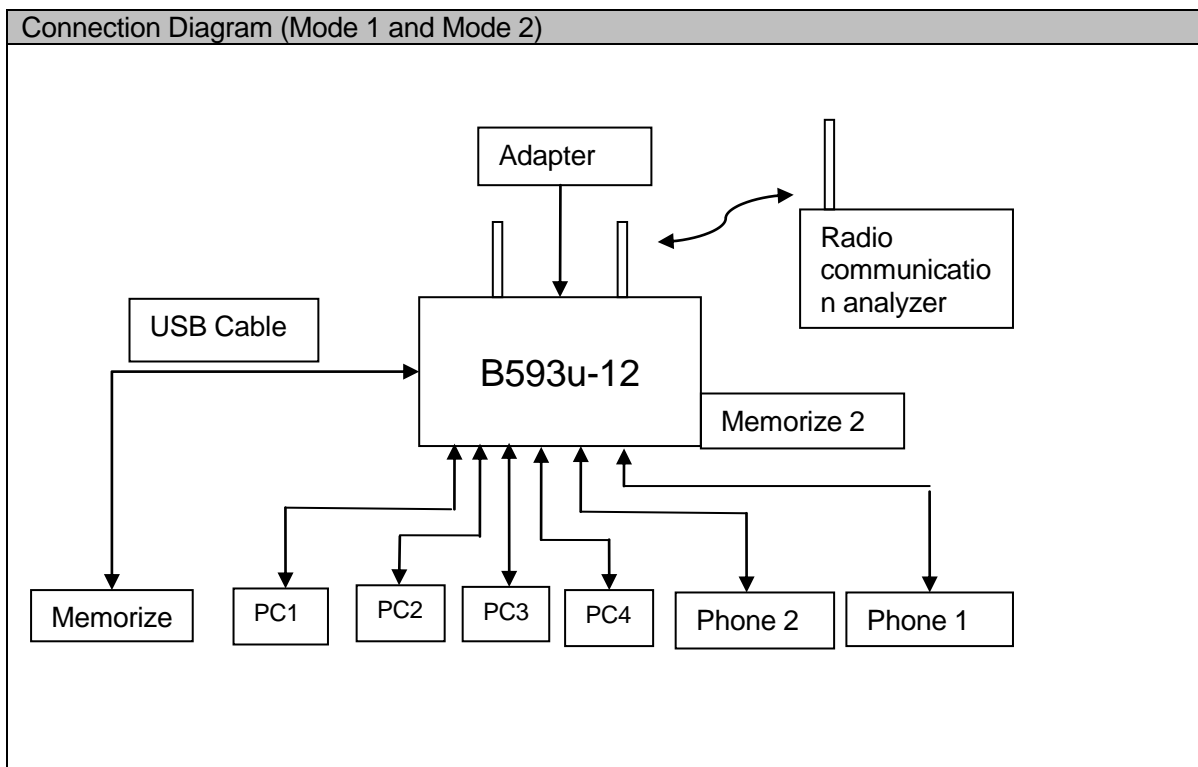 Connection Diagram (Mode 1 and Mode 2)
Adapter
Radio
communicatio
n analyzer
USB Cable
B593u-12
Memorize 2
Memorize
PC1
PC2
PC3
PC4
Phone 2
Phone 1